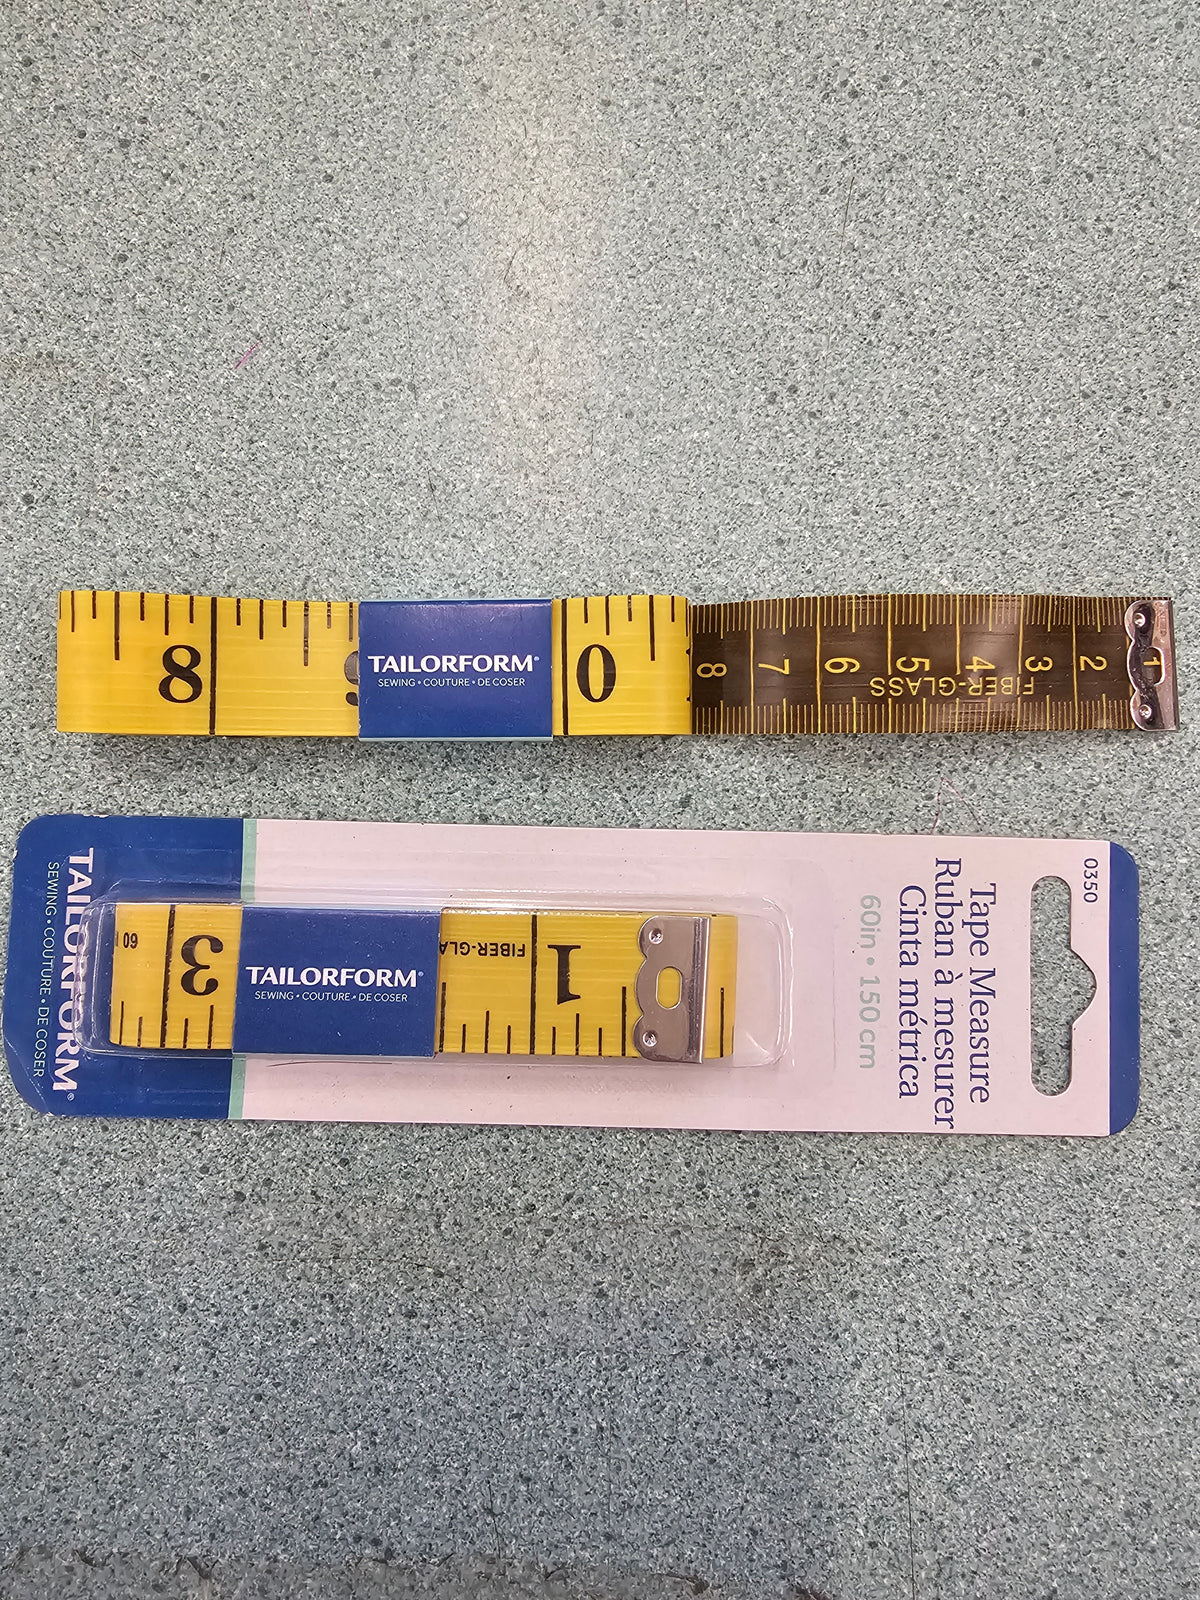 8
TAILORFORM®
SEWING • COUTURE • DE COSER
0
8 7 6 5 4 3 2 1
FIBER-GLASS
TAILORFORM®
SEWING • COUTURE • DE COSER
60
3
TAILORFORM®
SEWING • COUTURE • DE COSER
FIBER-GLA
1
0350
Tape Measure
Ruban à mesurer
Cinta métrica
60in • 150 cm